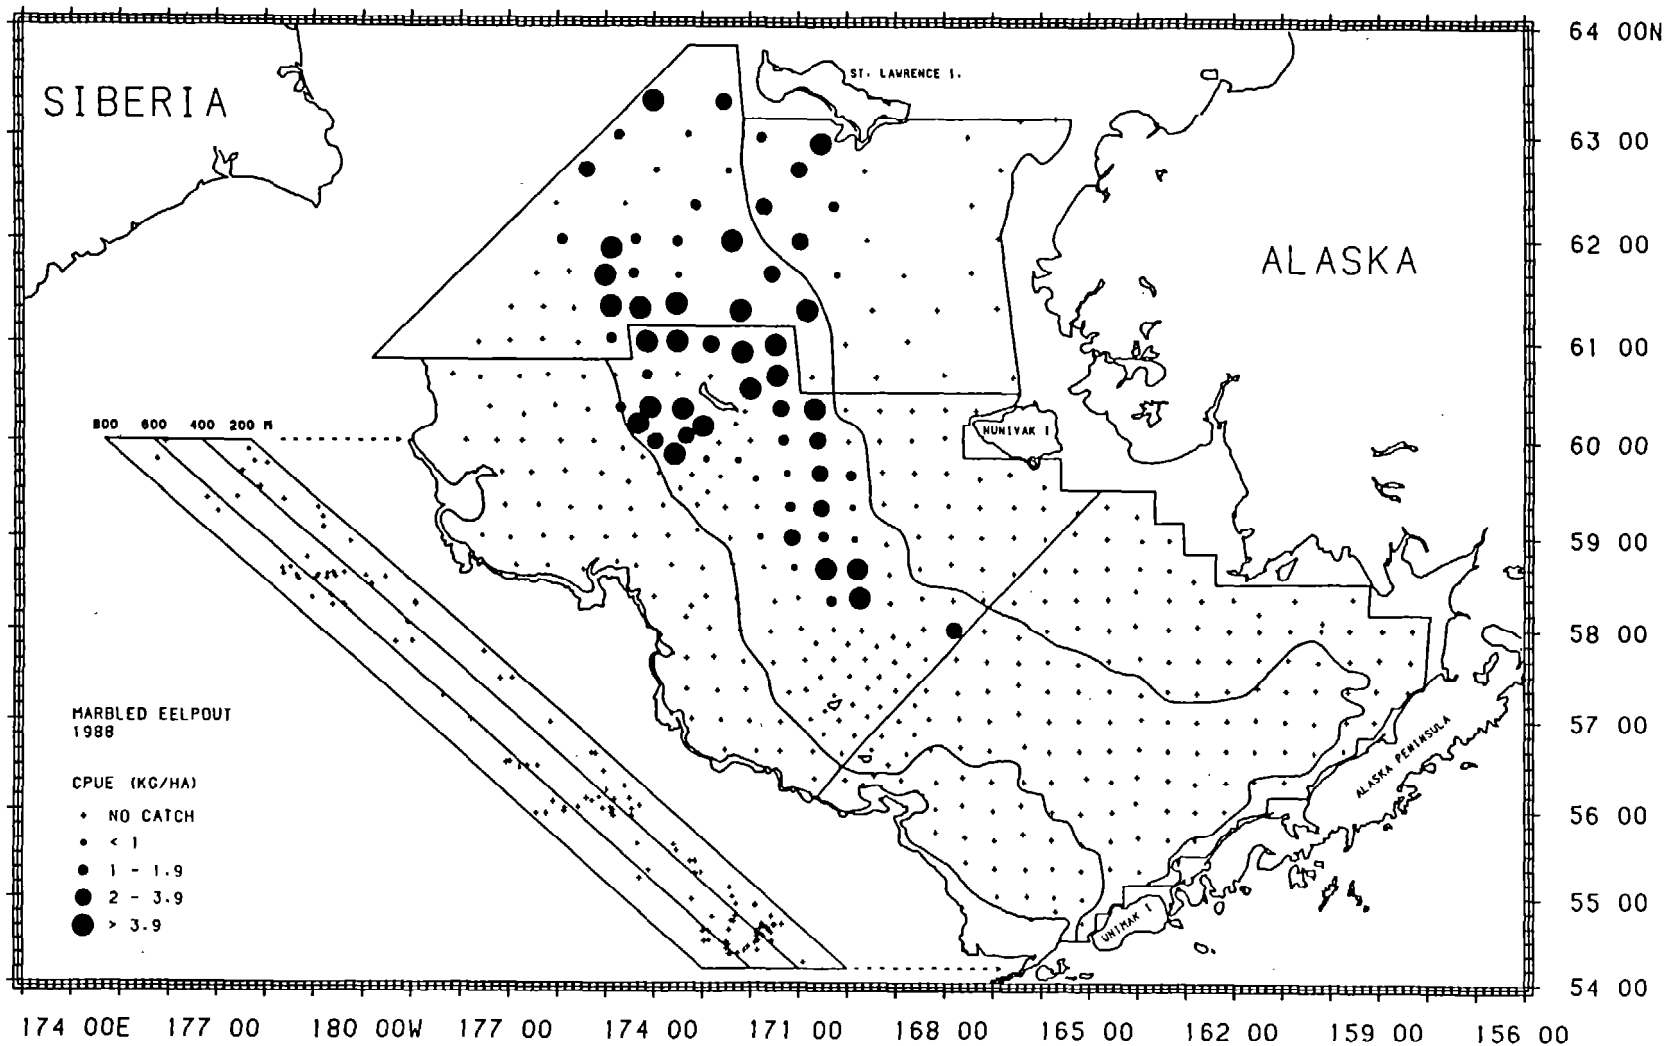 64 00N
ST. LAWRENCE I.
SIBERIA
63 00
62 00
ALASKA
61 00
800 600 400 200 M
NUNIVAK I
60 00
59 00
58 00
MARBLED EELPOUT
1988
57 00
ALASKA PENINSULA
CPUE (KG/HA)
NO CATCH
56 00
< 1
1 - 1.9
2 - 3.9
55 00
> 3.9
UNIMAK I
54 00
174 00E 177 00 180 00W 177 00 174 00 171 00 168 00 165 00 162 00 159 00 156 00